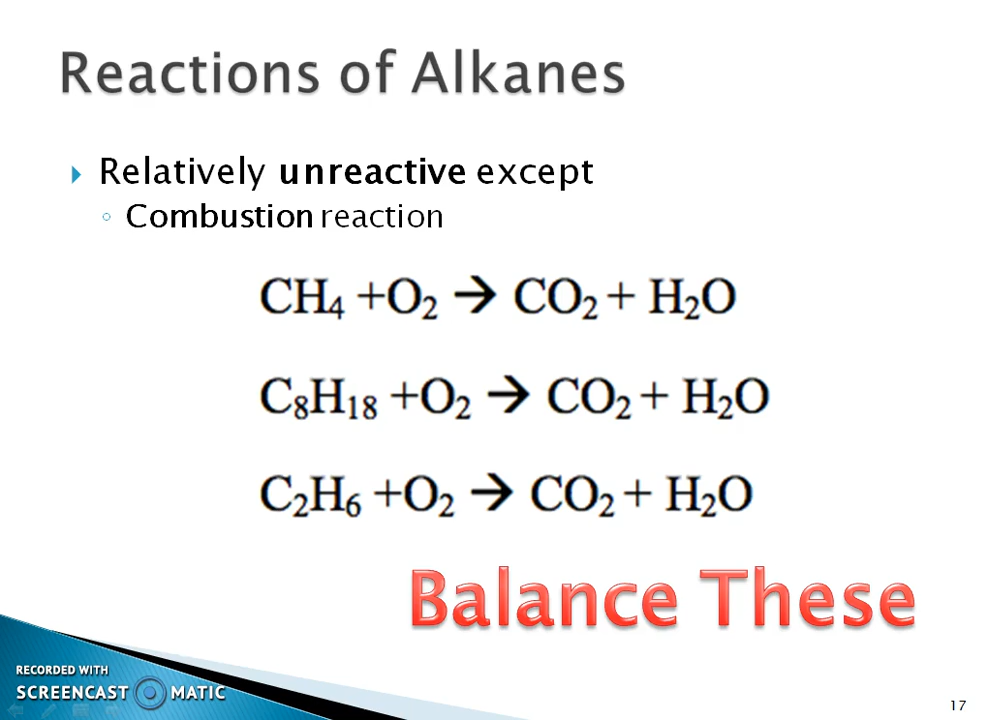 Reactions of Alkanes
Relatively unreactive except
Combustion reaction
CH₄ +O₂ → CO₂ + H₂O
C₈H₁₈ +O₂ → CO₂ + H₂O
C₂H₆ +O₂ → CO₂ + H₂O
Balance These
RECORDED WITH
SCREENCAST MATIC
17